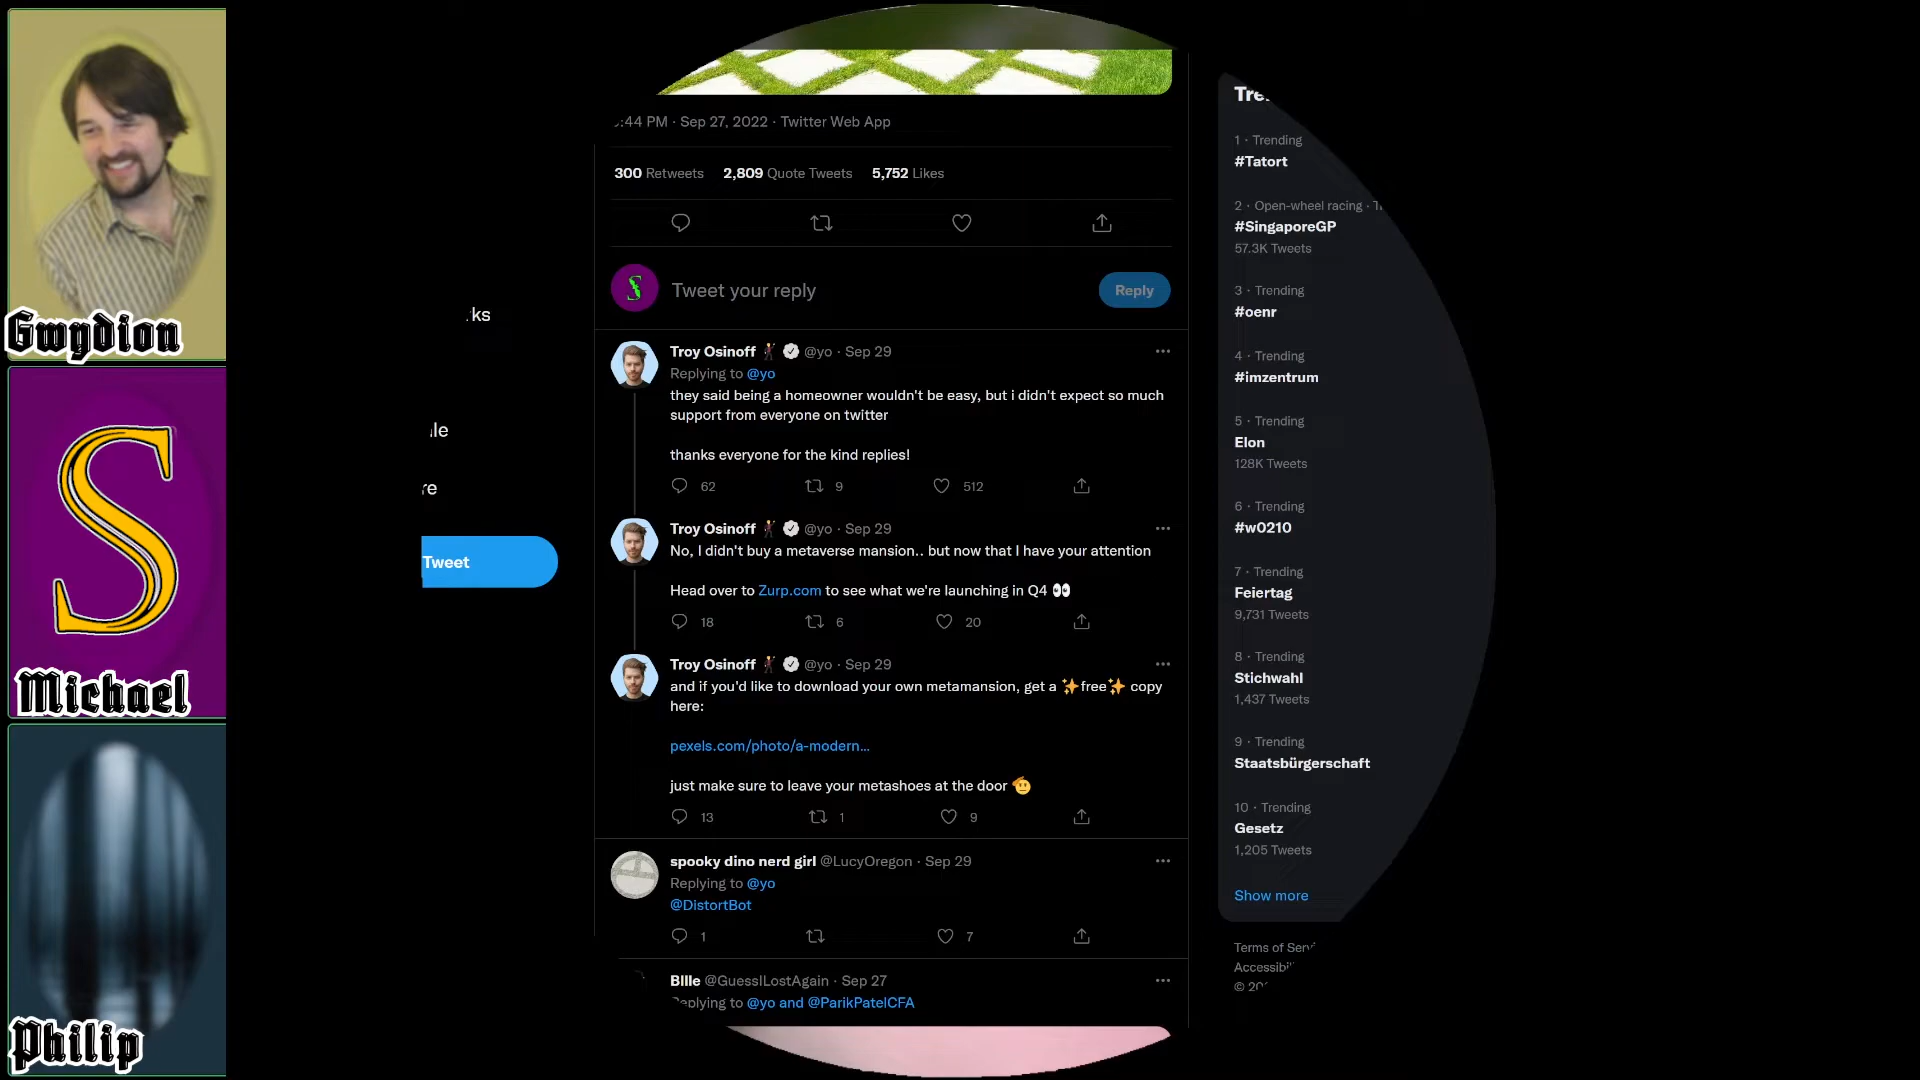 Gwydion
Michael
Philip
Tweet
:44 PM · Sep 27, 2022 · Twitter Web App
300 Retweets 2,809 Quote Tweets 5,752 Likes
Tweet your reply
Reply
Troy Osinoff @yo · Sep 29
Replying to @yo
they said being a homeowner wouldn't be easy, but i didn't expect so much
support from everyone on twitter
thanks everyone for the kind replies!
62 9 512
Troy Osinoff @yo · Sep 29
No, I didn't buy a metaverse mansion.. but now that I have your attention
Head over to Zurp.com to see what we're launching in Q4 👀
18 6 20
Troy Osinoff @yo · Sep 29
and if you'd like to download your own metamansion, get a ✨free✨ copy
here:
pexels.com/photo/a-modern…
just make sure to leave your metashoes at the door
13 1 9
spooky dino nerd girl @LucyOregon · Sep 29
Replying to @yo
@DistortBot
1 7
BIlle @GuessILostAgain · Sep 27
Replying to @yo and @ParikPatelCFA
1 · Trending
#Tatort
2 · Open-wheel racing ·
#SingaporeGP
57.3K Tweets
3 · Trending
#oenr
4 · Trending
#imzentrum
5 · Trending
Elon
128K Tweets
6 · Trending
#w0210
7 · Trending
Feiertag
9,731 Tweets
8 · Trending
Stichwahl
1,437 Tweets
9 · Trending
Staatsbürgerschaft
10 · Trending
Gesetz
1,205 Tweets
Show more
Terms of